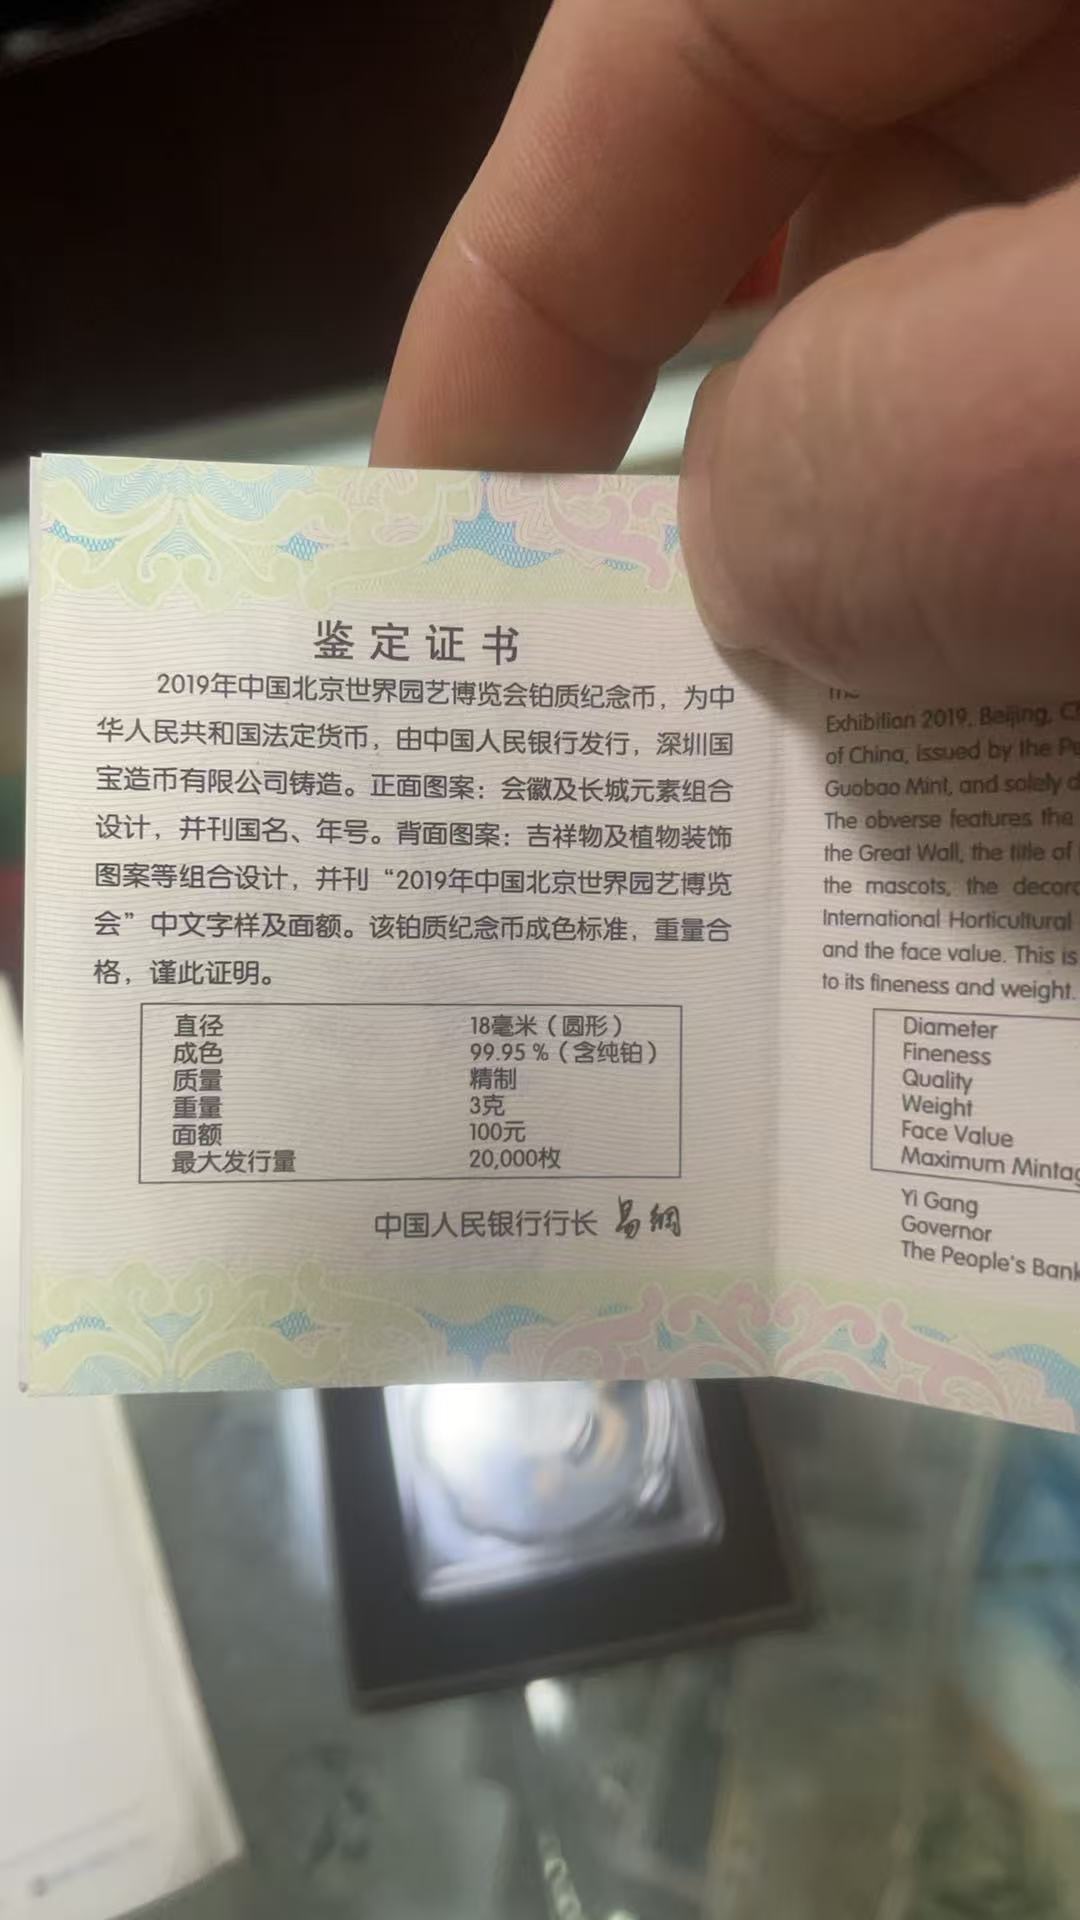 鉴定证书
2019年中国北京世界园艺博览会铂质纪念币，为中
华人民共和国法定货币，由中国人民银行发行，深圳国
宝造币有限公司铸造。正面图案：会徽及长城元素组合
设计，并刊国名、年号。背面图案：吉祥物及植物装饰
图案等组合设计，并刊“2019年中国北京世界园艺博览
会”中文字样及面额。该铂质纪念币成色标准，重量合
格，谨此证明。
直径 18毫米（圆形）
成色 99.95％（含纯铂）
质量 精制
重量 3克
面额 100元
最大发行量 20,000枚
中国人民银行行长 易纲
Exhibition 2019, Beijing,
of China, issued by the
Guobao Mint, and solely
The obverse features the
the Great Wall, the title of
the mascots, the
International Horticultural
and the face value. This is
to its fineness and weight.
Diameter
Fineness
Quality
Weight
Face Value
Maximum
Yi Gang
Governor
The People's